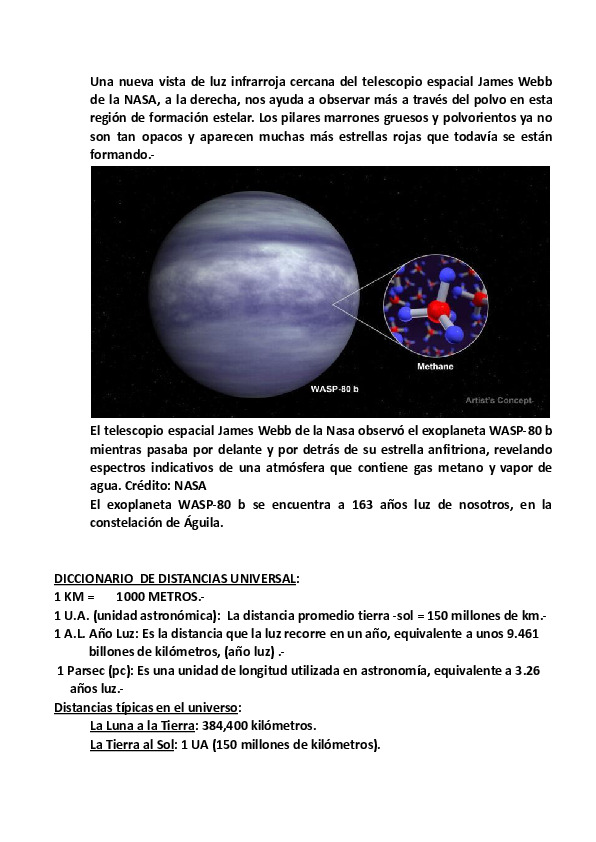 Una nueva vista de luz infrarroja cercana del telescopio espacial James Webb
de la NASA, a la derecha, nos ayuda a observar más a través del polvo en esta
región de formación estelar. Los pilares marrones gruesos y polvorientos ya no
son tan opacos y aparecen muchas más estrellas rojas que todavía se están
formando.-
WASP-80 b
Methane
Artist's Concept
El telescopio espacial James Webb de la Nasa observó el exoplaneta WASP-80 b
mientras pasaba por delante y por detrás de su estrella anfitriona, revelando
espectros indicativos de una atmósfera que contiene gas metano y vapor de
agua. Crédito: NASA
El exoplaneta WASP-80 b se encuentra a 163 años luz de nosotros, en la
constelación de Águila.
DICCIONARIO DE DISTANCIAS UNIVERSAL:
1 KM = 1000 METROS.-
1 U.A. (unidad astronómica): La distancia promedio tierra -sol = 150 millones de km.-
1 A.L. Año Luz: Es la distancia que la luz recorre en un año, equivalente a unos 9.461
billones de kilómetros, (año luz) .-
1 Parsec (pc): Es una unidad de longitud utilizada en astronomía, equivalente a 3.26
años luz.-
Distancias típicas en el universo:
La Luna a la Tierra: 384,400 kilómetros.
La Tierra al Sol: 1 UA (150 millones de kilómetros).